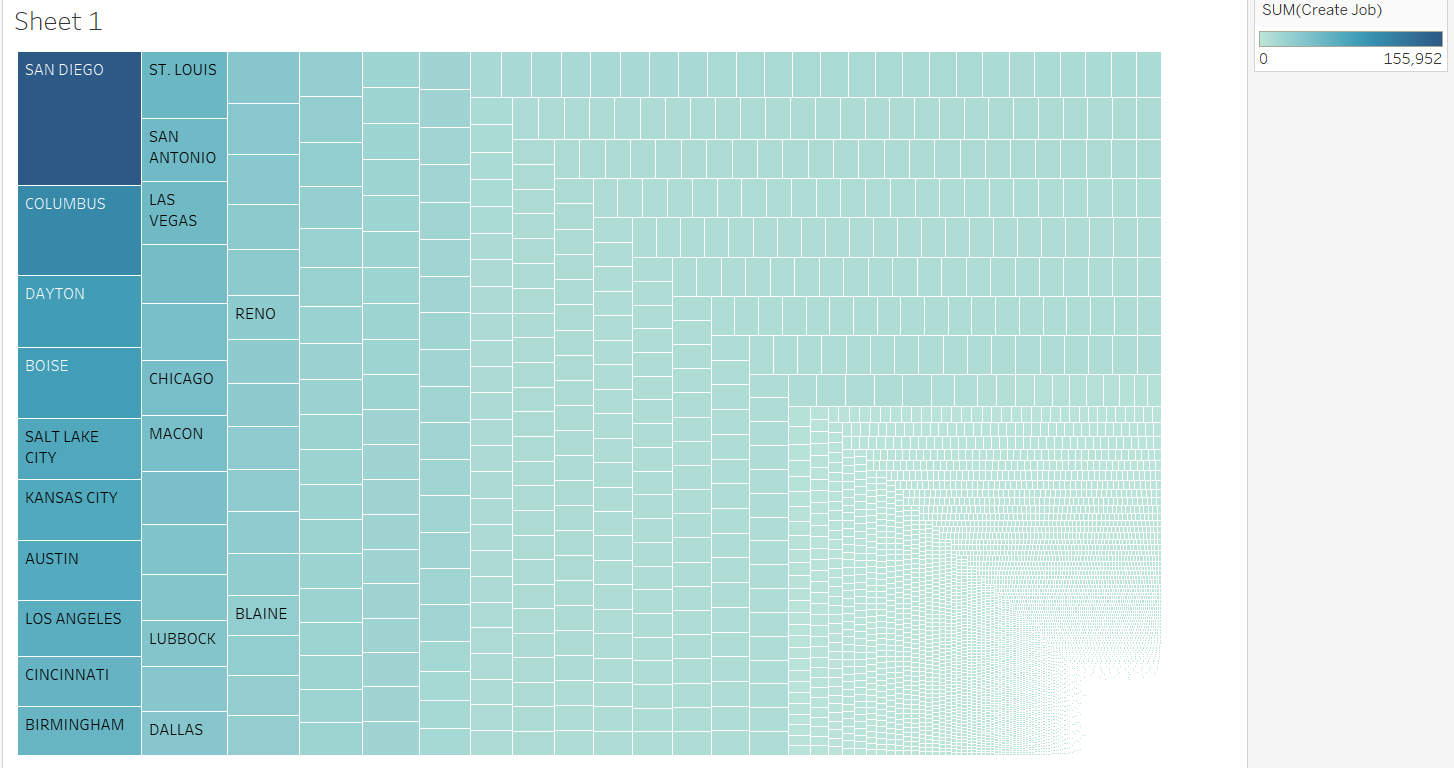 Sheet 1
SUM(Create Job)
0
155,952
SAN DIEGO
COLUMBUS
DAYTON
BOISE
SALT LAKE
CITY
KANSAS CITY
AUSTIN
LOS ANGELES
CINCINNATI
BIRMINGHAM
ST. LOUIS
SAN
ANTONIO
LAS
VEGAS
CHICAGO
MACON
LUBBOCK
DALLAS
RENO
BLAINE